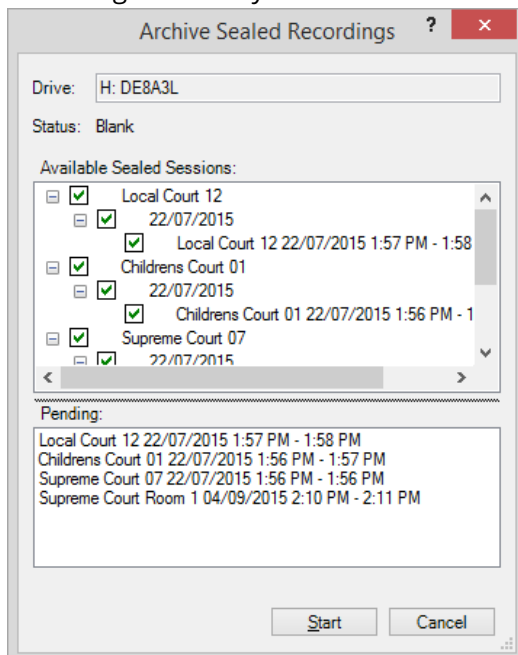 Archive Sealed Recordings ? ×
Drive: H: DE8A3L
Status: Blank
Available Sealed Sessions:
Local Court 12
22/07/2015
Local Court 12 22/07/2015 1:57 PM - 1:58
Childrens Court 01
22/07/2015
Childrens Court 01 22/07/2015 1:56 PM - 1
Supreme Court 07
22/07/2015
Pending:
Local Court 12 22/07/2015 1:57 PM - 1:58 PM
Childrens Court 01 22/07/2015 1:56 PM - 1:57 PM
Supreme Court 07 22/07/2015 1:56 PM - 1:56 PM
Supreme Court Room 1 04/09/2015 2:10 PM - 2:11 PM
Start Cancel